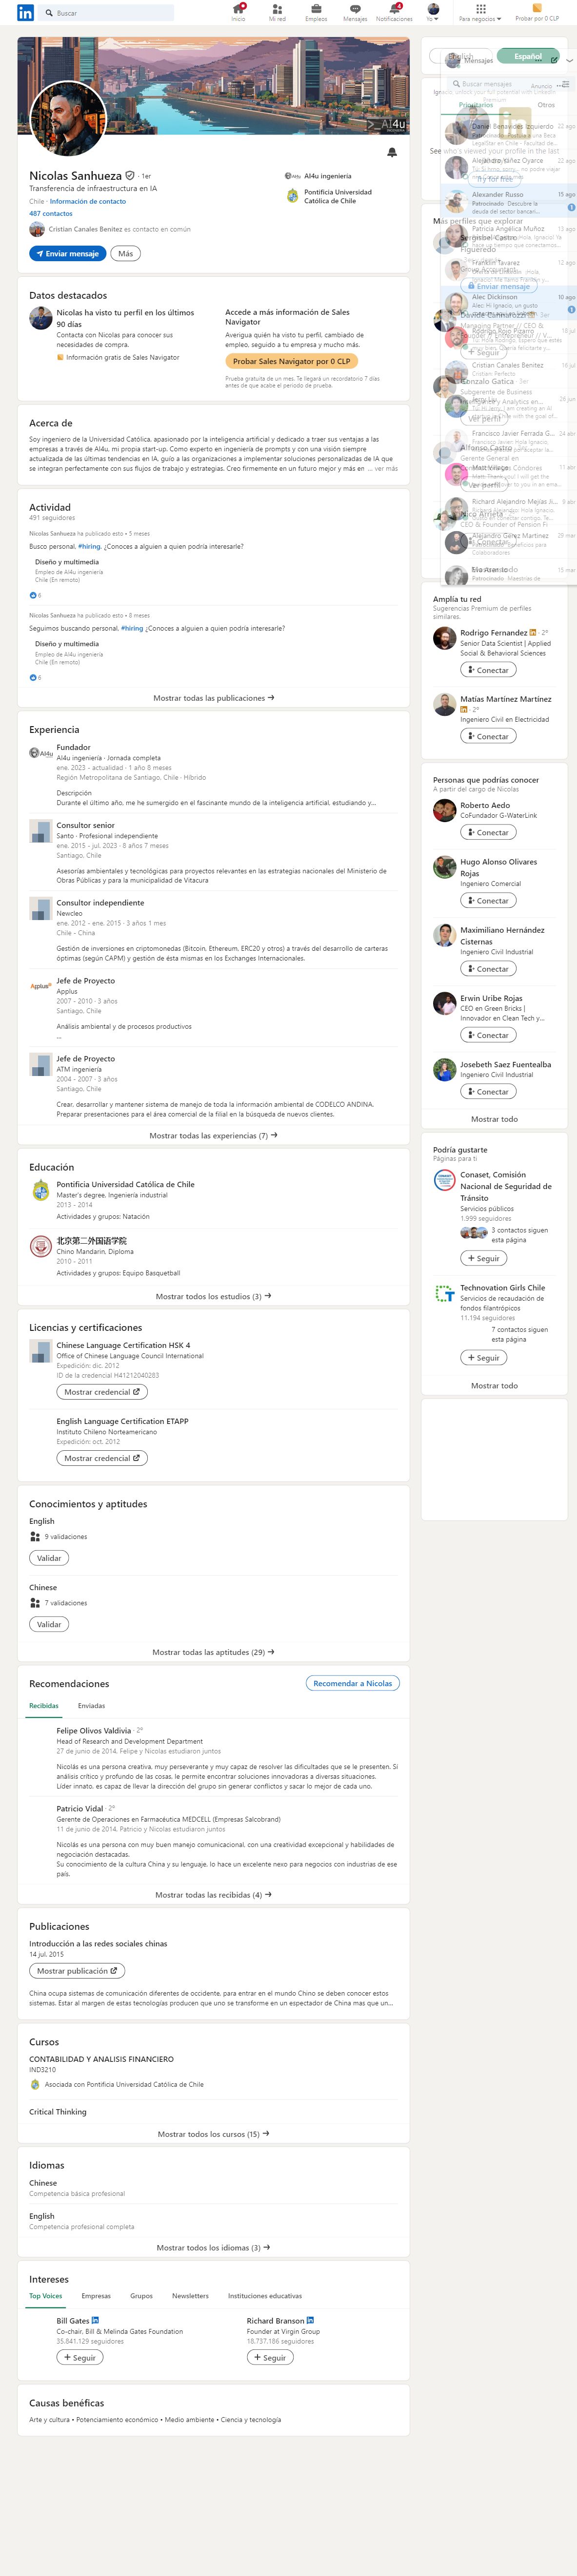 Buscar
Inicio
Mi red
Empleos
Mensajes
Notificaciones
Yo
Para negocios
Probar por 0 CLP
AI4u
Nicolas Sanhueza · 1er
Transferencia de infraestructura en IA
Chile · Información de contacto
487 contactos
Cristian Canales Benitez es contacto en común
AI4u ingeniería
Pontificia Universidad
Católica de Chile
Enviar mensaje
Más
Datos destacados
Nicolas ha visto tu perfil en los últimos
90 días
Contacta con Nicolas para conocer sus
necesidades de compra.
Información gratis de Sales Navigator
Accede a más información de Sales
Navigator
Averigua quién ha visto tu perfil, cambiado de
empleo, seguido a tu empresa y mucho más.
Probar Sales Navigator por 0 CLP
Prueba gratuita de un mes. Te llegará un recordatorio 7 días
antes de que acabe el periodo de prueba.
Acerca de
Soy ingeniero de la Universidad Católica, apasionado por la inteligencia artificial y dedicado a traer sus ventajas a las
empresas a través de AI4u, mi propia start-up. Como experto en ingeniería de prompts y con una visión siempre
actualizada de las últimas tendencias en IA, guío a las organizaciones a implementar soluciones personalizadas de IA que
se integran perfectamente en sus flujos de trabajo y estrategias. Creo firmemente en un futuro mejor y más en ... ver más
Actividad
491 seguidores
Nicolas Sanhueza ha publicado esto • 5 meses
Busco personal, #hiring, ¿Conoces a alguien a quien podría interesarle?
Diseño y multimedia
Empleo de AI4u ingeniería
Chile (En remoto)
6
Nicolas Sanhueza ha publicado esto • 8 meses
Seguimos buscando personal, #hiring ¿Conoces a alguien a quien podría interesarle?
Diseño y multimedia
Empleo de AI4u ingeniería
Chile (En remoto)
6
Mostrar todas las publicaciones →
Experiencia
Fundador
AI4u ingeniería · Jornada completa
ene. 2023 - actualidad · 1 año 8 meses
Región Metropolitana de Santiago, Chile · Híbrido
Descripción
Durante el último año, me he sumergido en el fascinante mundo de la inteligencia artificial, estudiando y...
Consultor senior
Santo · Profesional independiente
ene. 2015 - jul. 2023 · 8 años 7 meses
Santiago, Chile
Asesorías ambientales y tecnológicas para proyectos relevantes en las estrategias nacionales del Ministerio de
Obras Públicas y para la municipalidad de Vitacura
Consultor independiente
Newcleo
ene. 2012 - ene. 2015 · 3 años 1 mes
Chile - China
Gestión de inversiones en criptomonedas (Bitcoin, Ethereum, ERC20 y otros) a través del desarrollo de carteras
óptimas (según CAPM) y gestión de ésta mismas en los Exchanges Internacionales.
Jefe de Proyecto
Applus
2007 - 2010 · 3 años
Santiago, Chile
Análisis ambiental y de procesos productivos
...
Jefe de Proyecto
ATM ingeniería
2004 - 2007 · 3 años
Santiago, Chile
Crear, desarrollar y mantener sistema de manejo de toda la información ambiental de CODELCO ANDINA.
Preparar presentaciones para el área comercial de la filial en la búsqueda de nuevos clientes.
Mostrar todas las experiencias (7) →
Educación
Pontificia Universidad Católica de Chile
Master's degree, Ingeniería industrial
2013 - 2014
Actividades y grupos: Natación
北京第二外国语学院
Chino Mandarin, Diploma
2010 - 2011
Actividades y grupos: Equipo Basquetball
Mostrar todos los estudios (3) →
Licencias y certificaciones
Chinese Language Certification HSK 4
Office of Chinese Language Council International
Expedición: dic. 2012
ID de la credencial H41212040283
Mostrar credencial
English Language Certification ETAPP
Instituto Chileno Norteamericano
Expedición: oct. 2012
Mostrar credencial
Conocimientos y aptitudes
English
9 validaciones
Validar
Chinese
7 validaciones
Validar
Mostrar todas las aptitudes (29) →
Recomendaciones
Recomendar a Nicolas
Recibidas
Enviadas
Felipe Olivos Valdivia · 2º
Head of Research and Development Department
27 de junio de 2014, Felipe y Nicolas estudiaron juntos
Nicolás es una persona creativa, muy perseverante y muy capaz de resolver las dificultades que se le presenten. Si
análisis crítico y profundo de las cosas, le permite encontrar soluciones innovadoras a diversas situaciones.
Líder innato, es capaz de llevar la dirección del grupo sin generar conflictos y sacar lo mejor de cada uno.
Patricio Vidal · 2º
Gerente de Operaciones en Farmacéutica MEDCELL (Empresas Salcobrand)
11 de junio de 2014, Patricio y Nicolas estudiaron juntos
Nicolás es una persona con muy buen manejo comunicacional, con una creatividad excepcional y habilidades de
negociación destacadas.
Su conocimiento de la cultura China y su lenguaje, lo hace un excelente nexo para negocios con industrias de ese
país.
Mostrar todas las recibidas (4) →
Publicaciones
Introducción a las redes sociales chinas
14 jul. 2015
Mostrar publicación
China ocupa sistemas de comunicación diferentes de occidente, para entrar en el mundo Chino se deben conocer estos
sistemas. Estar al margen de estas tecnologías producen que uno se transforme en un espectador de China mas que un...
Cursos
CONTABILIDAD Y ANALISIS FINANCIERO
IND3210
Asociada con Pontificia Universidad Católica de Chile
Critical Thinking
Mostrar todos los cursos (15) →
Idiomas
Chinese
Competencia básica profesional
English
Competencia profesional completa
Mostrar todos los idiomas (3) →
Intereses
Top Voices
Empresas
Grupos
Newsletters
Instituciones educativas
Bill Gates
Co-chair, Bill & Melinda Gates Foundation
35.841.129 seguidores
Seguir
Richard Branson
Founder at Virgin Group
18.737.186 seguidores
Seguir
Causas benéficas
Arte y cultura • Potenciamiento económico • Medio ambiente • Ciencia y tecnología
English
Español
Mensajes
Buscar mensajes
Anuncio
Otros
Daniel Benavides Izquierdo
22 ago
Alejandro Yáñez Oyarce
22 ago
See who's viewed your profile in the last
Try for free
Alexander Russo
15 ago
Patrocinado Descubre la
deuda del sector bancari...
Más perfiles que explorar
Patricia Angélica Muñoz
Franklin Tavarez
12 ago
Enviar mensaje
Alec Dickinson
10 ago
Seguir
Cristian Canales Benitez
Gonzalo Gatica
Ver perfil
Alfonso Castro
Ver perfil
Conectar
Mostrar todo
Amplía tu red
Sugerencias Premium de perfiles
similares.
Rodrigo Fernandez · 2º
Senior Data Scientist | Applied
Social & Behavioral Sciences
Conectar
Matías Martínez Martínez
· 2º
Ingeniero Civil en Electricidad
Conectar
Personas que podrías conocer
A partir del cargo de Nicolas
Roberto Aedo
CoFundador G-WaterLink
Conectar
Hugo Alonso Olivares
Rojas
Ingeniero Comercial
Conectar
Maximiliano Hernández
Cisternas
Ingeniero Civil Industrial
Conectar
Erwin Uribe Rojas
CEO en Green Bricks |
Innovador en Clean Tech y...
Conectar
Josebeth Saez Fuentealba
Ingeniero Civil Industrial
Conectar
Mostrar todo
Podría gustarte
Páginas para ti
Conaset, Comisión
Nacional de Seguridad de
Tránsito
Servicios públicos
1.999 seguidores
3 contactos siguen
esta página
Seguir
Technovation Girls Chile
Servicios de recaudación de
fondos filantrópicos
11.194 seguidores
7 contactos siguen
esta página
Seguir
Mostrar todo